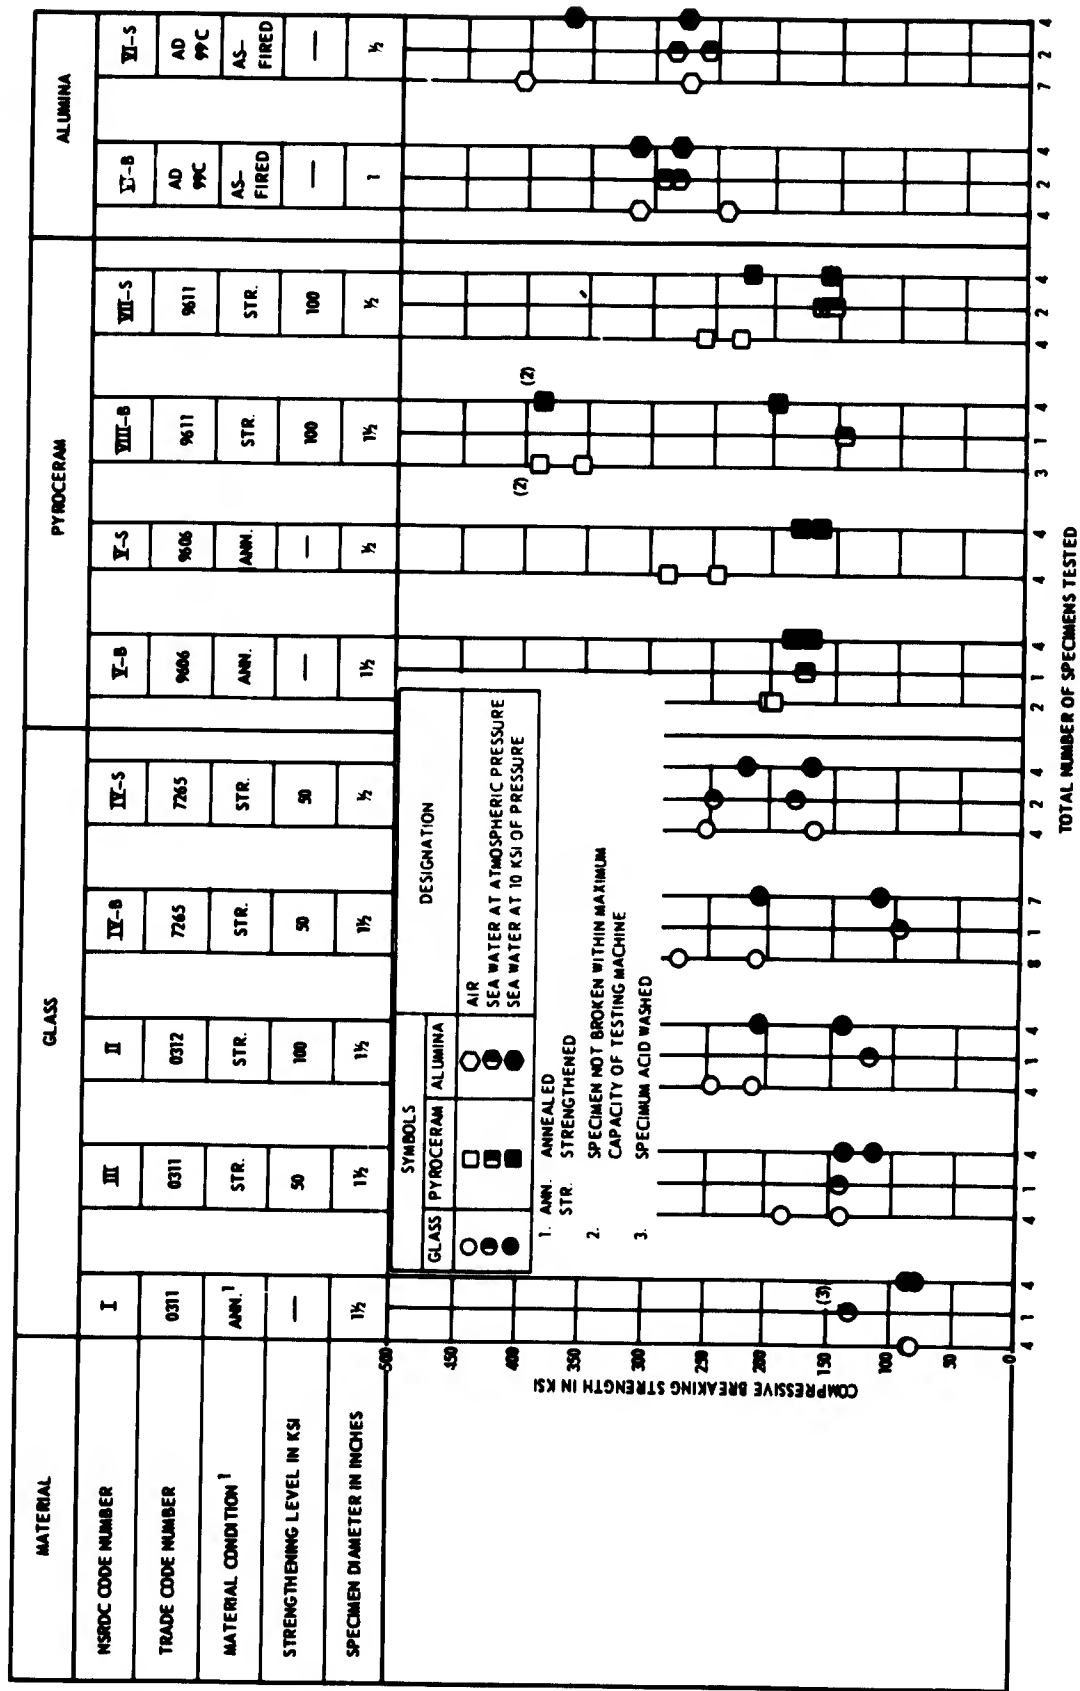 MATERIAL GLASS PYROCERAM ALUMINA
NSRDC CODE NUMBER I III II IV-B IV-S V-B V-S VIII-B VII-S VI-B VI-S
TRADE CODE NUMBER 0311 0311 0312 7265 7265 9606 9606 9611 9611 AD 99C AD 99C
MATERIAL CONDITION¹ ANN.¹ STR. STR. STR. STR. ANN. ANN. STR. STR. AS-FIRED AS-FIRED
STRENGTHENING LEVEL IN KSI — 50 100 50 50 — — 100 100 — —
SPECIMEN DIAMETER IN INCHES 1½ 1½ 1½ 1½ ½ 1½ ½ 1½ ½ 1 ½
COMPRESSIVE BREAKING STRENGTH IN KSI
500
450
400
350
300
250
200
150
100
50
0
SYMBOLS DESIGNATION
GLASS PYROCERAM ALUMINA
AIR
SEA WATER AT ATMOSPHERIC PRESSURE
SEA WATER AT 10 KSI OF PRESSURE
1. ANN. ANNEALED
STR. STRENGTHENED
2. SPECIMEN NOT BROKEN WITHIN MAXIMUM
CAPACITY OF TESTING MACHINE
3. SPECIMUM ACID WASHED
(3)
(2)
(2)
4 1 4 4 1 4 4 1 4 8 1 7 4 2 4 2 1 4 4 4 3 1 4 4 2 4 4 2 4 7 2 4
TOTAL NUMBER OF SPECIMENS TESTED